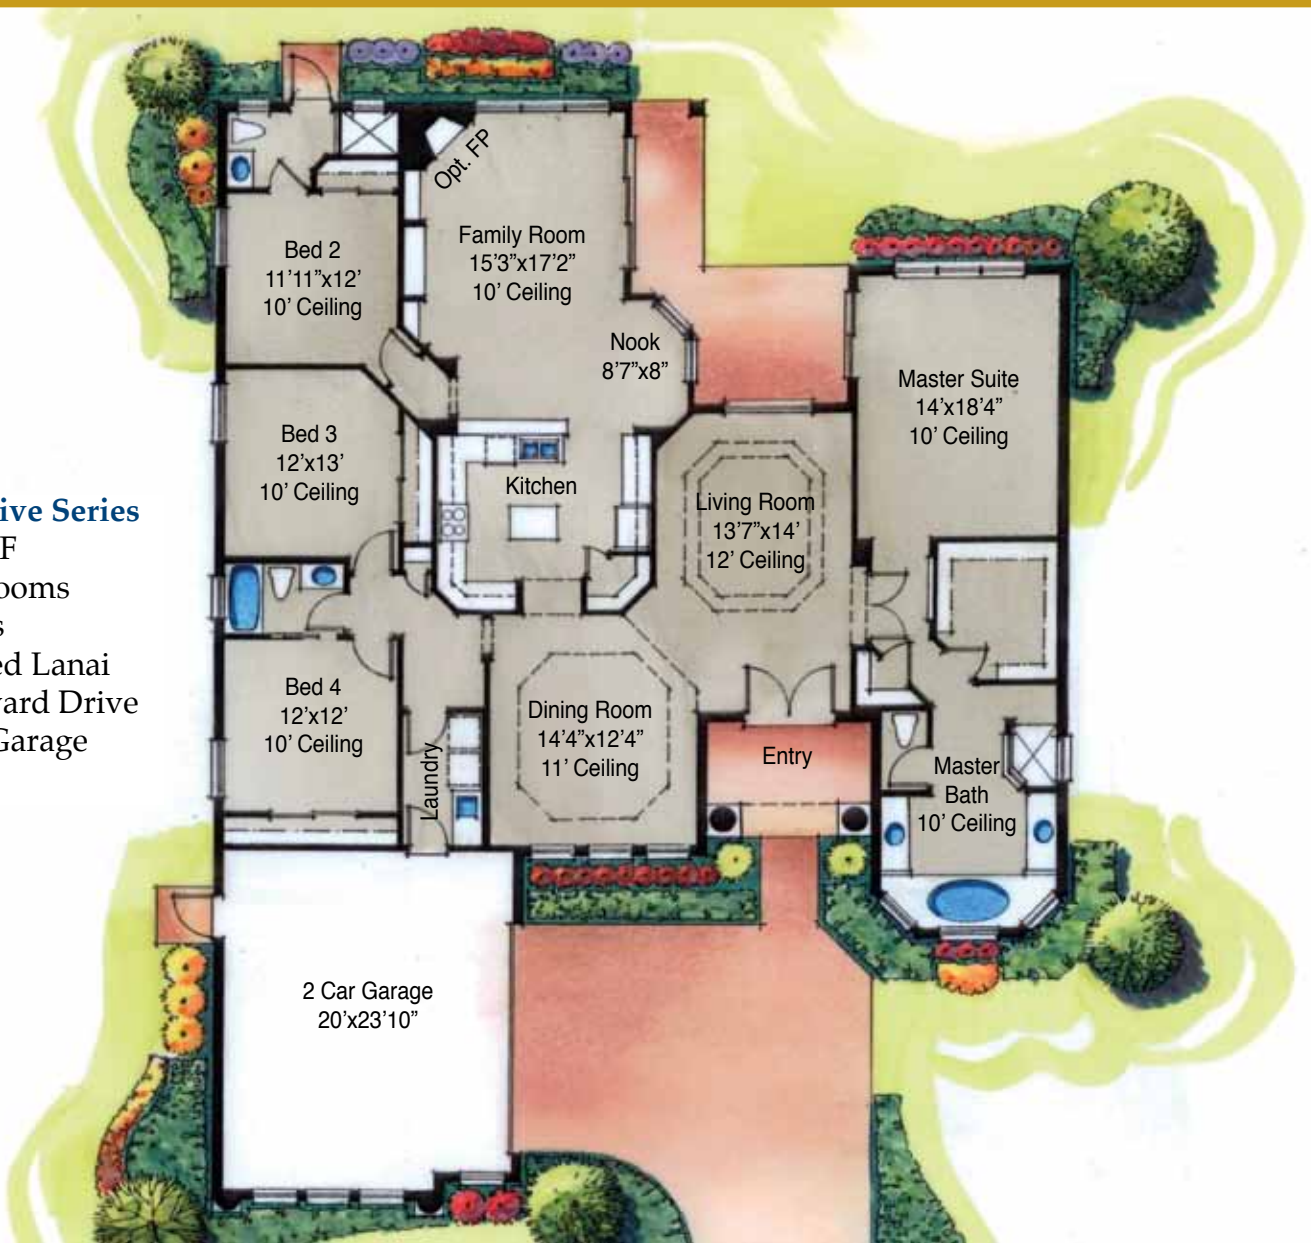 Opt. FP
Family Room
15'3"x17'2"
10' Ceiling
Bed 2
11'11"x12'
10' Ceiling
Nook
8'7"x8"
Master Suite
14'x18'4"
10' Ceiling
Bed 3
12'x13'
10' Ceiling
Kitchen
Living Room
13'7"x14'
12' Ceiling
ive Series
F
ooms
s
ed Lanai
ard Drive
Garage
Bed 4
12'x12'
10' Ceiling
Laundry
Dining Room
14'4"x12'4"
11' Ceiling
Entry
Master
Bath
10' Ceiling
2 Car Garage
20'x23'10"